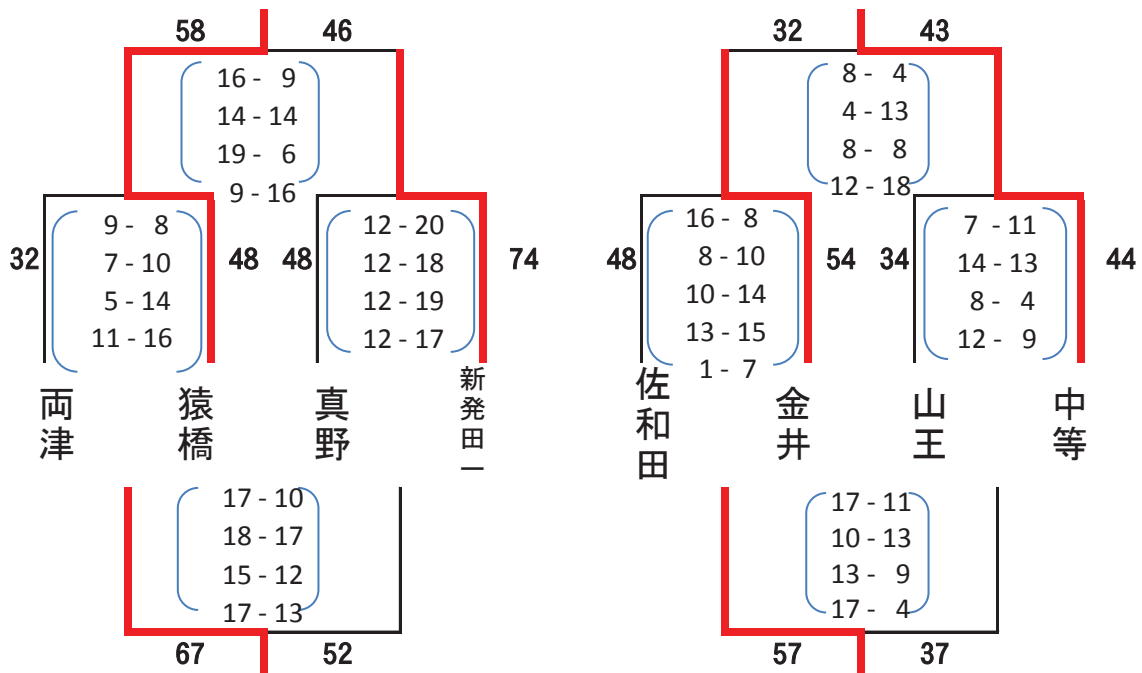 58 46
16 - 9
14 - 14
19 - 6
9 - 16
32
9 - 8
7 - 10
5 - 14
11 - 16
48
48
12 - 20
12 - 18
12 - 19
12 - 17
74
両津
猿橋
真野
新発田一
17 - 10
18 - 17
15 - 12
17 - 13
67 52
32 43
8 - 4
4 - 13
8 - 8
12 - 18
48
16 - 8
8 - 10
10 - 14
13 - 15
1 - 7
54
34
7 - 11
14 - 13
8 - 4
12 - 9
44
佐和田
金井
山王
中等
17 - 11
10 - 13
13 - 9
17 - 4
57 37